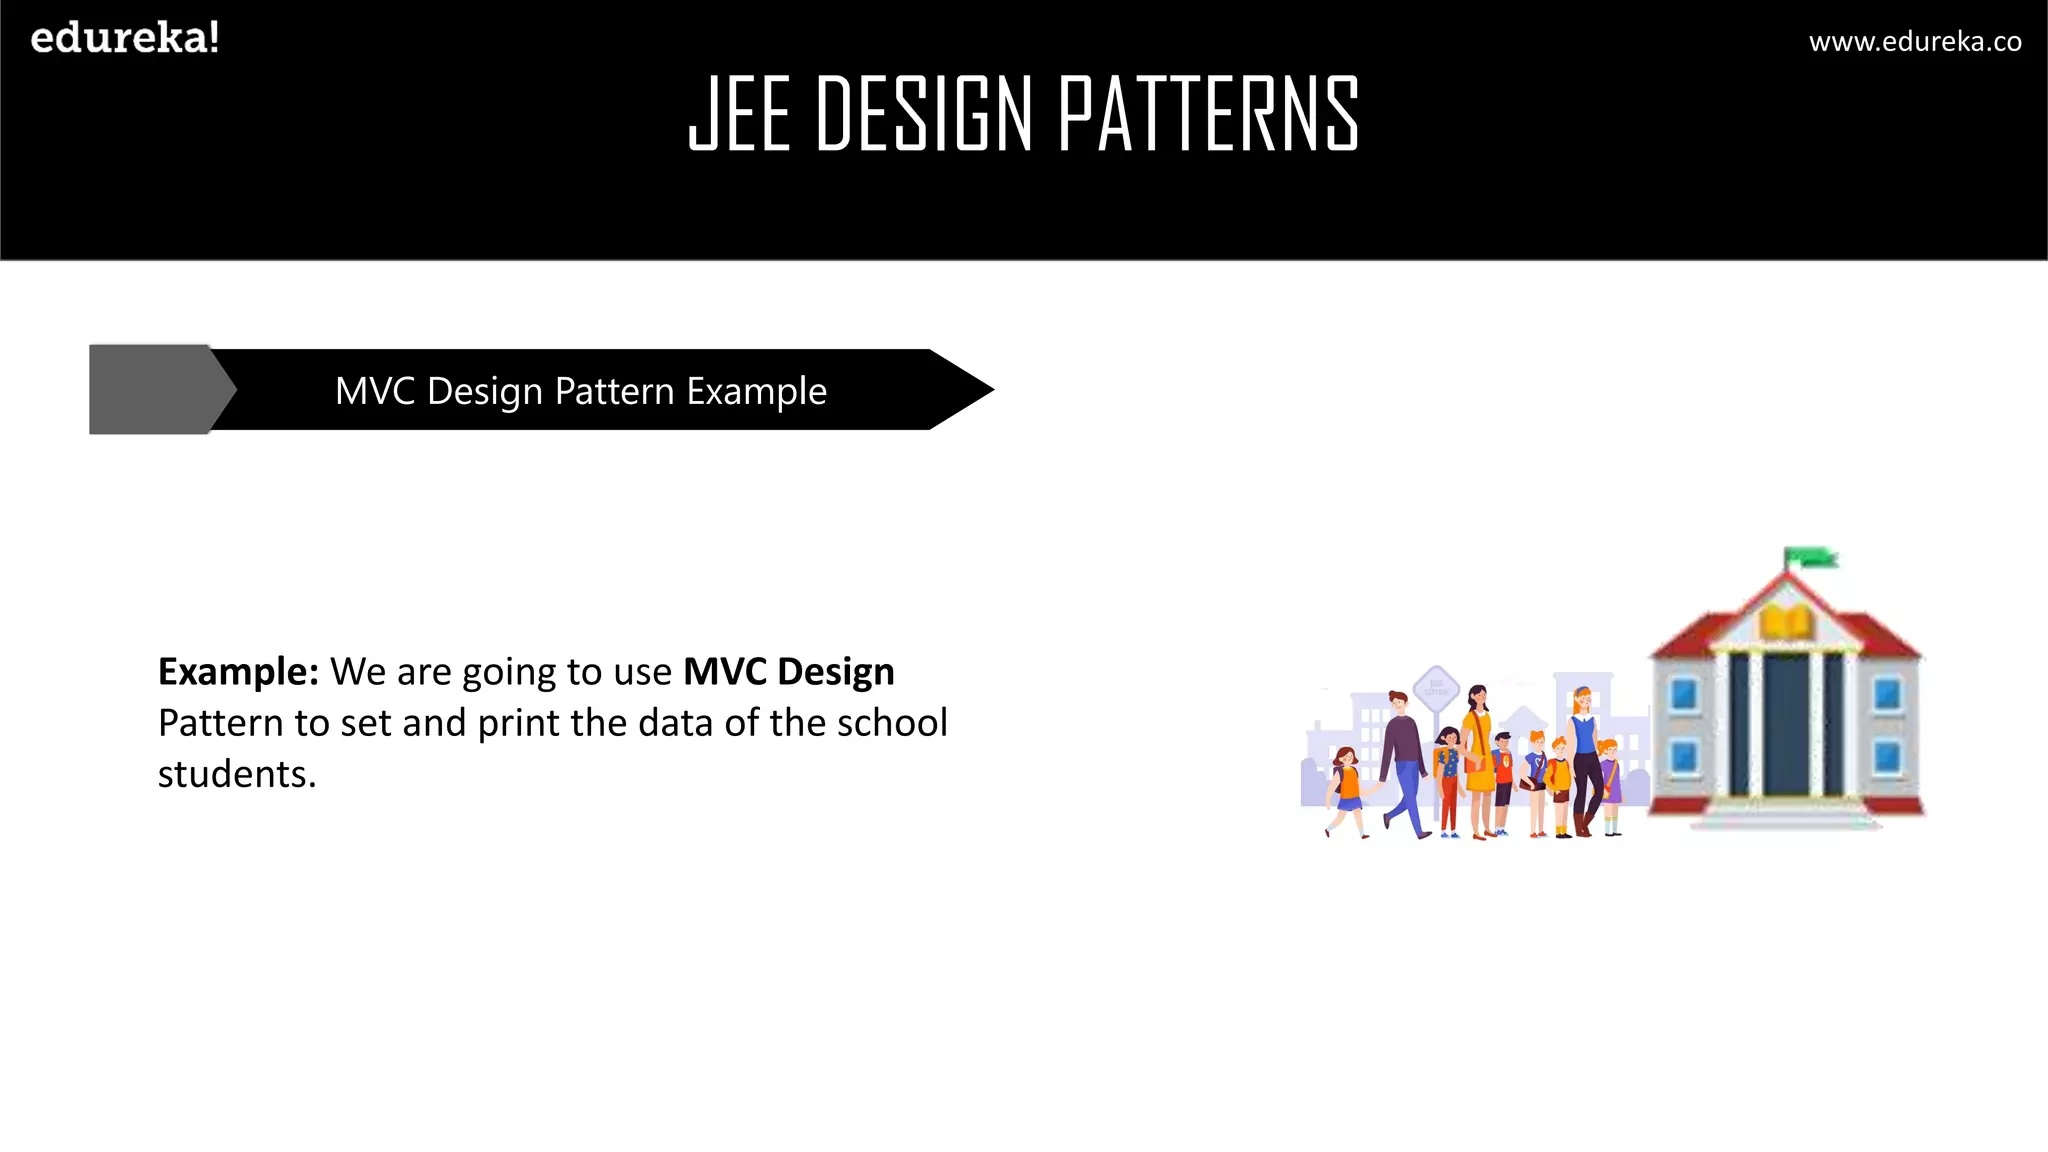 edureka!
www.edureka.co
JEE DESIGN PATTERNS
MVC Design Pattern Example
Example: We are going to use MVC Design
Pattern to set and print the data of the school
students.